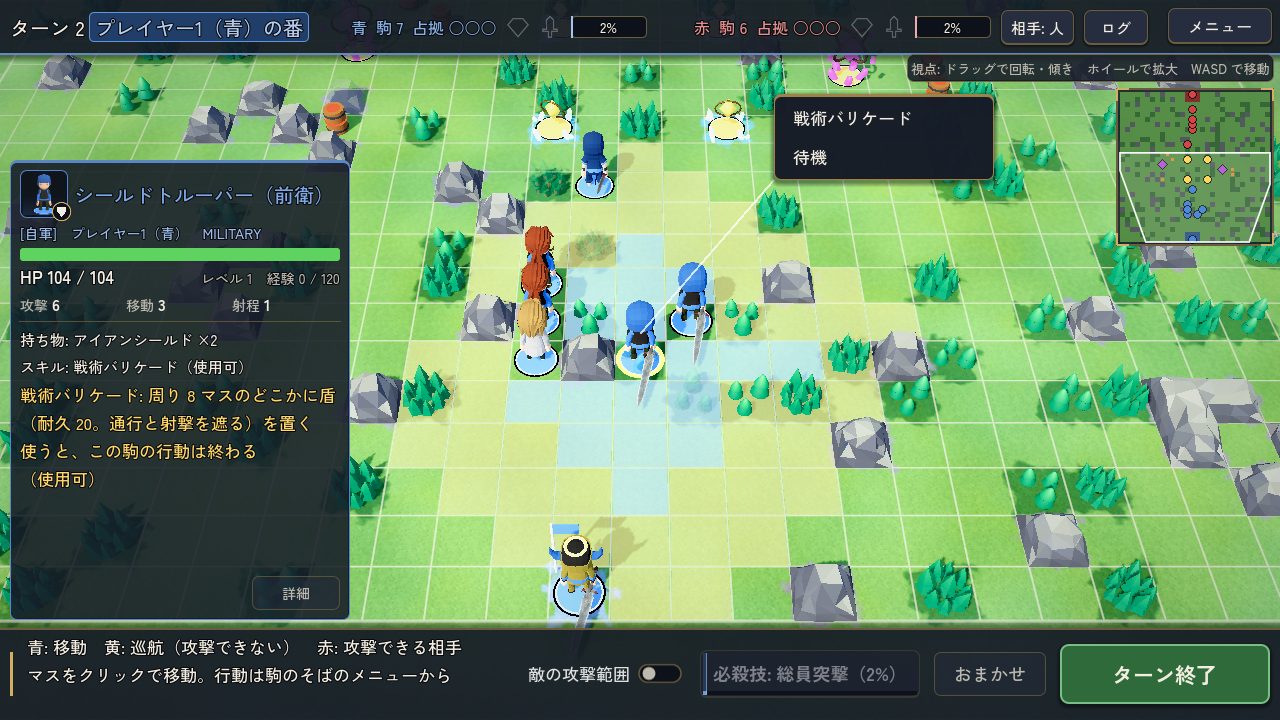 ターン 2 プレイヤー1（青）の番 青 駒 7 占拠 〇〇〇 2% 赤 駒 6 占拠 〇〇〇 2% 相手: 人 ログ メニュー
視点: ドラッグで回転・傾き ホイールで拡大 WASD で移動
戦術バリケード
待機
シールドトルーパー（前衛）
[自軍] プレイヤー1（青） MILITARY
HP 104 / 104 レベル 1 経験 0 / 120
攻撃 6 移動 3 射程 1
持ち物: アイアンシールド ×2
スキル: 戦術バリケード（使用可）
戦術バリケード: 周り 8 マスのどこかに盾
（耐久 20。通行と射撃を遮る）を置く
使うと、この駒の行動は終わる
（使用可）
詳細
青: 移動 黄: 巡航（攻撃できない） 赤: 攻撃できる相手
マスをクリックで移動。行動は駒のそばのメニューから
敵の攻撃範囲 必殺技: 総員突撃（2%） おまかせ ターン終了